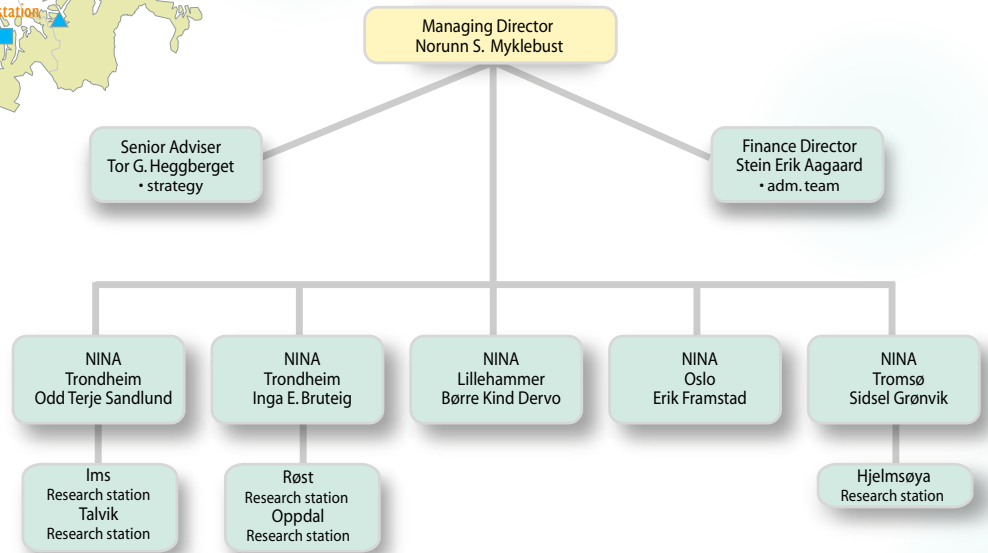 station
Managing Director
Norunn S. Myklebust
Senior Adviser
Tor G. Heggberget
• strategy
Finance Director
Stein Erik Aagaard
• adm. team
NINA
Trondheim
Odd Terje Sandlund
NINA
Trondheim
Inga E. Bruteig
NINA
Lillehammer
Børre Kind Dervo
NINA
Oslo
Erik Framstad
NINA
Tromsø
Sidsel Grønvik
Ims
Research station
Talvik
Research station
Røst
Research station
Oppdal
Research station
Hjelmsøya
Research station